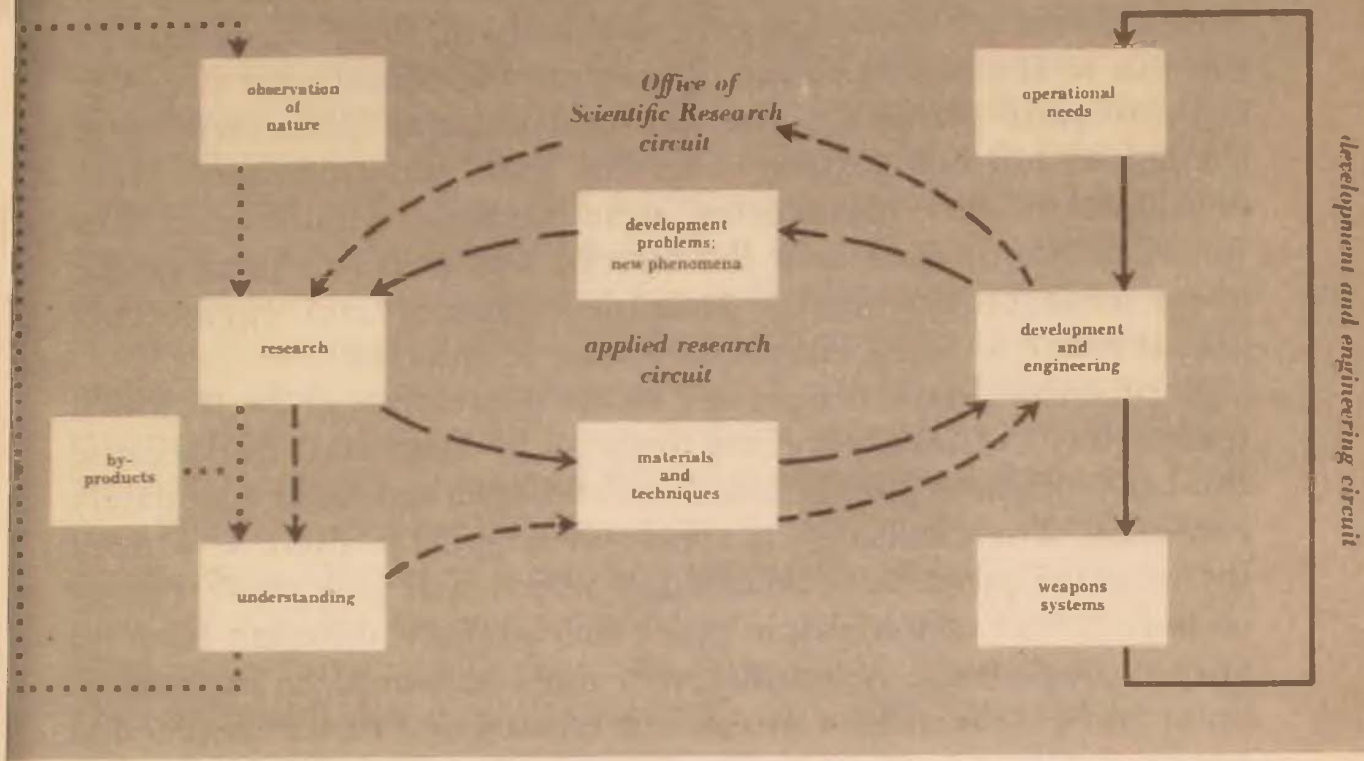 observation
of
nature
Office of
Scientific Research
circuit
operational
needs
development
problems;
new phenomena
research
applied research
circuit
development
and
engineering
by-
products
materials
and
techniques
understanding
weapons
systems
development and engineering circuit